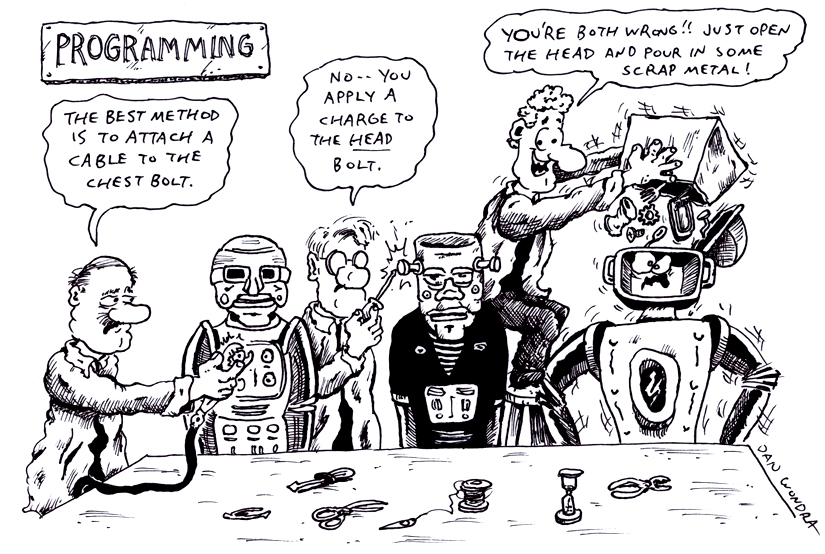 PROGRAMMING
THE BEST METHOD
IS TO ATTACH A
CABLE TO THE
CHEST BOLT.
NO-- YOU
APPLY A
CHARGE TO
THE HEAD
BOLT.
YOU'RE BOTH WRONG!! JUST OPEN
THE HEAD AND POUR IN SOME
SCRAP METAL!
DAN WONDRA